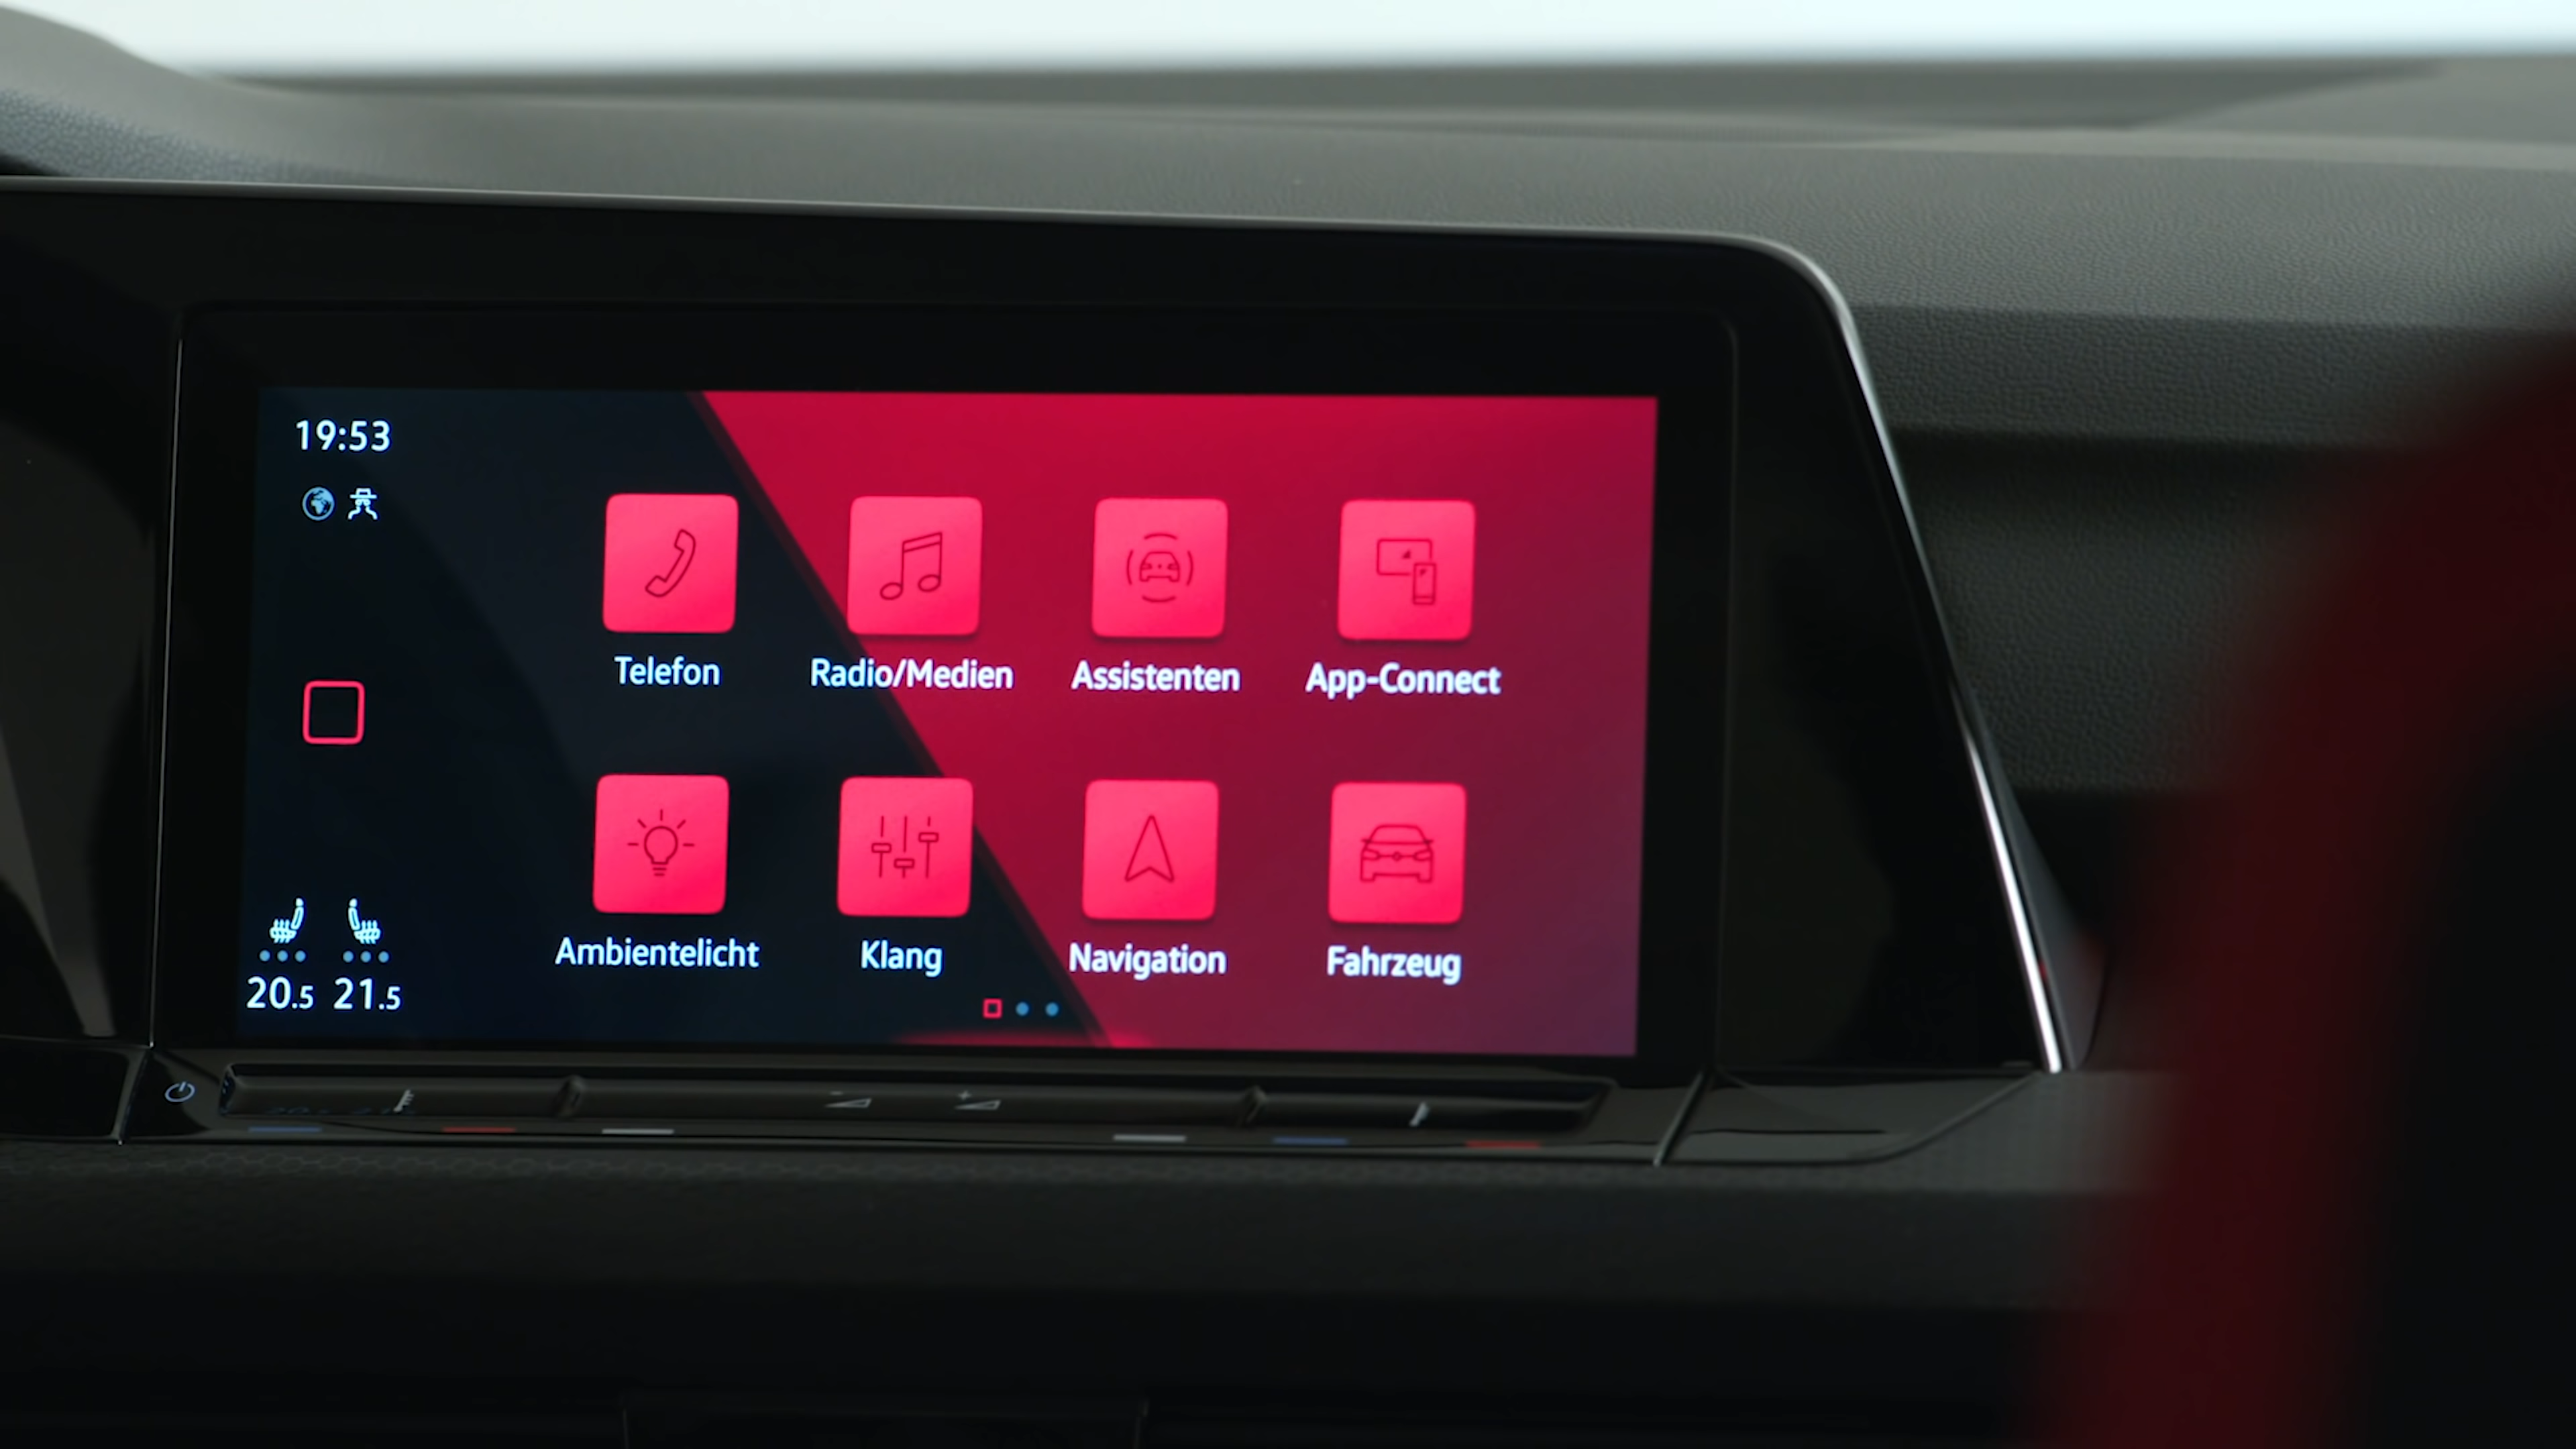 19:53
Telefon
Radio/Medien
Assistenten
App-Connect
Ambientelicht
Klang
Navigation
Fahrzeug
20.5 21.5